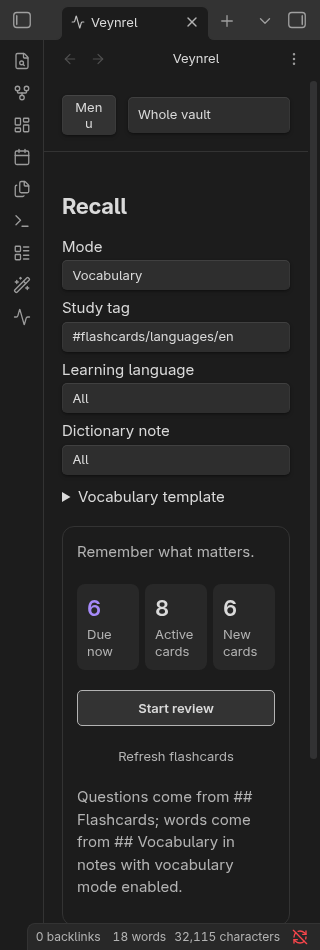 Veynrel
Veynrel
Men
u
Whole vault
Recall
Mode
Vocabulary
Study tag
#flashcards/languages/en
Learning language
All
Dictionary note
All
Vocabulary template
Remember what matters.
6
Due
now
8
Active
cards
6
New
cards
Start review
Refresh flashcards
Questions come from ##
Flashcards; words come
from ## Vocabulary in
notes with vocabulary
mode enabled.
0 backlinks 18 words 32,115 characters